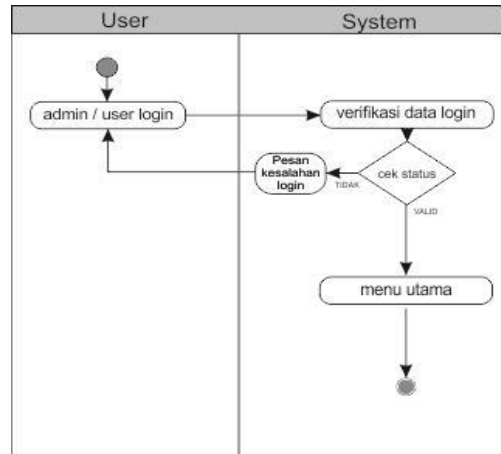 User
System
admin / user login
verifikasi data login
Pesan
kesalahan
login
TIDAK
cek status
VALID
menu utama